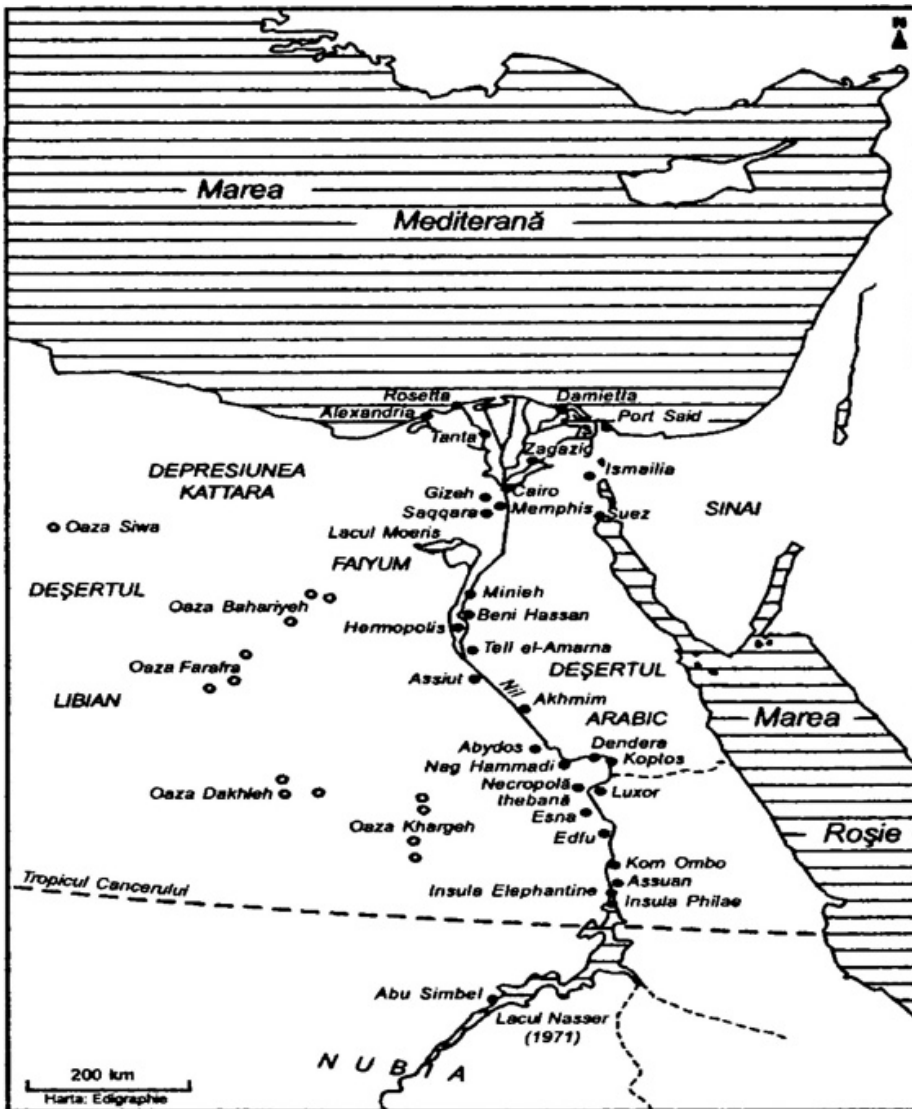 N
Marea
Mediterană
Rosetta
Damietta
Alexandria
Port Said
Tanta
Zagazig
DEPRESIUNEA
KATTARA
Ismailia
Gizeh
Cairo
Saqqara
Memphis
Suez
SINAI
Oaza Siwa
Lacul Moeris
FAIYUM
DEŞERTUL
Minieh
Oaza Bahariyeh
Beni Hassan
Hermopolis
Tell el-Amarna
Oaza Farafra
DEŞERTUL
Assiut
Nil
LIBIAN
Akhmim
ARABIC
Marea
Abydos
Dendera
Nag Hammadi
Koptos
Oaza Dakhleh
Necropolă
thebană
Luxor
Esna
Oaza Khargeh
Edfu
Roşie
Kom Ombo
Tropicul Cancerului
Assuan
Insula Elephantine
Insula Philae
Abu Simbel
Lacul Nasser
(1971)
NUBIA
200 km
Harta: Edigraphie